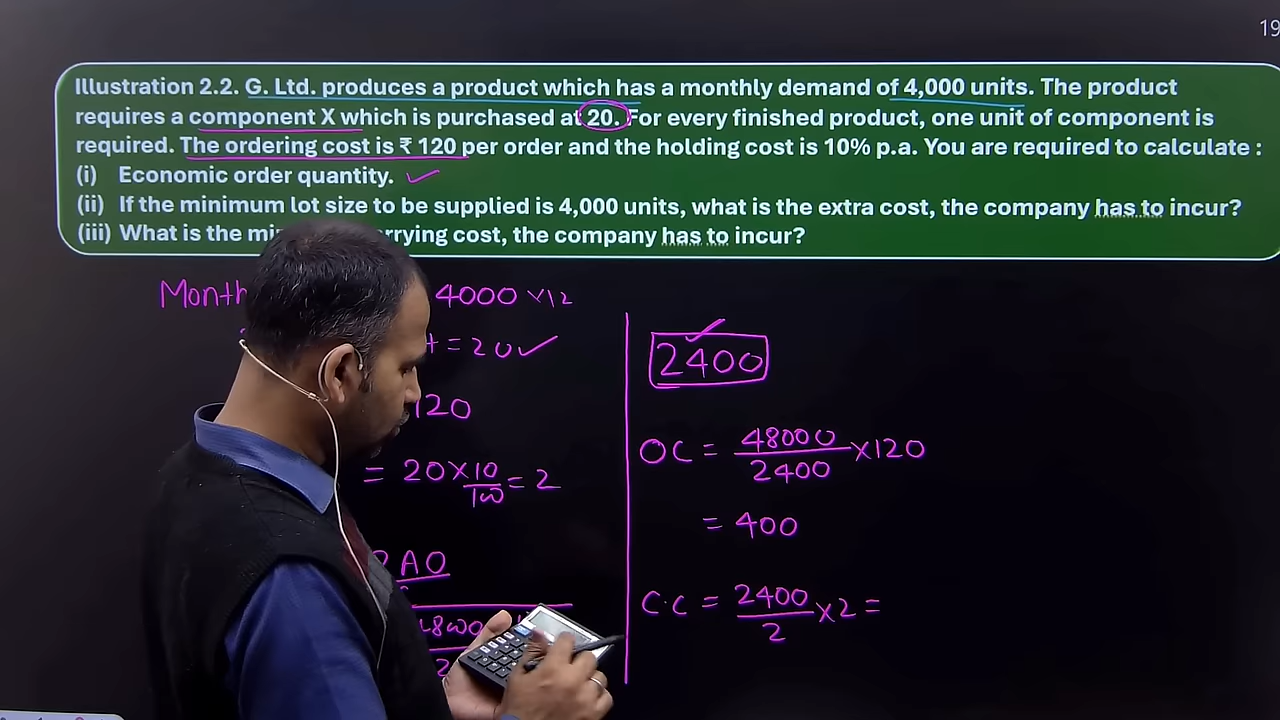 19
Illustration 2.2. G. Ltd. produces a product which has a monthly demand of 4,000 units. The product
requires a component X which is purchased at 20. For every finished product, one unit of component is
required. The ordering cost is ₹ 120 per order and the holding cost is 10% p.a. You are required to calculate :
(i) Economic order quantity.
(ii) If the minimum lot size to be supplied is 4,000 units, what is the extra cost, the company has to incur?
(iii) What is the cost, the company has to incur?
4000 × 12
= 20
120
= 20 × 10/100 = 2
2400
OC = 48000/2400 × 120
= 400
C.C = 2400/2 × 2 =